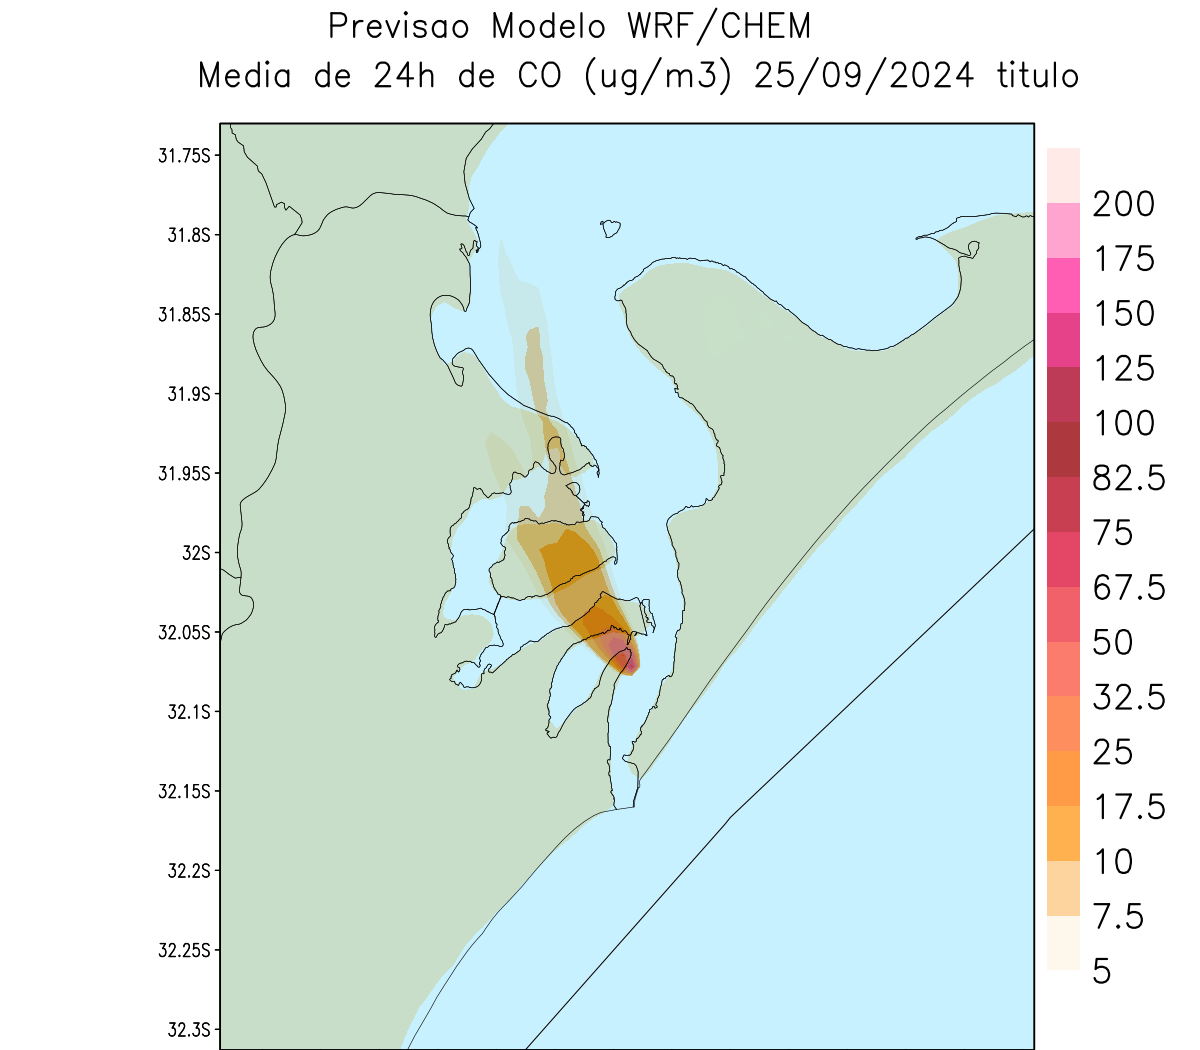 Previsao Modelo WRF/CHEM
Media de 24h de CO (ug/m3) 25/09/2024 titulo
31.75S
31.8S
31.85S
31.9S
31.95S
32S
32.05S
32.1S
32.15S
32.2S
32.25S
32.3S
200
175
150
125
100
82.5
75
67.5
50
32.5
25
17.5
10
7.5
5